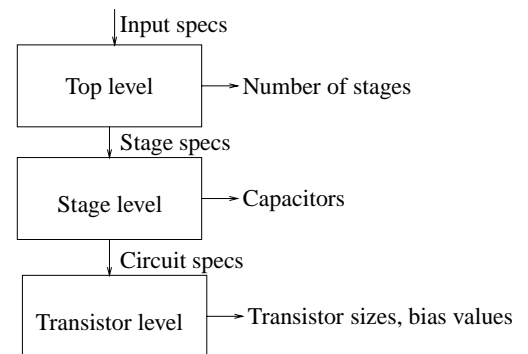 Input specs
Top level
Number of stages
Stage specs
Stage level
Capacitors
Circuit specs
Transistor level
Transistor sizes, bias values